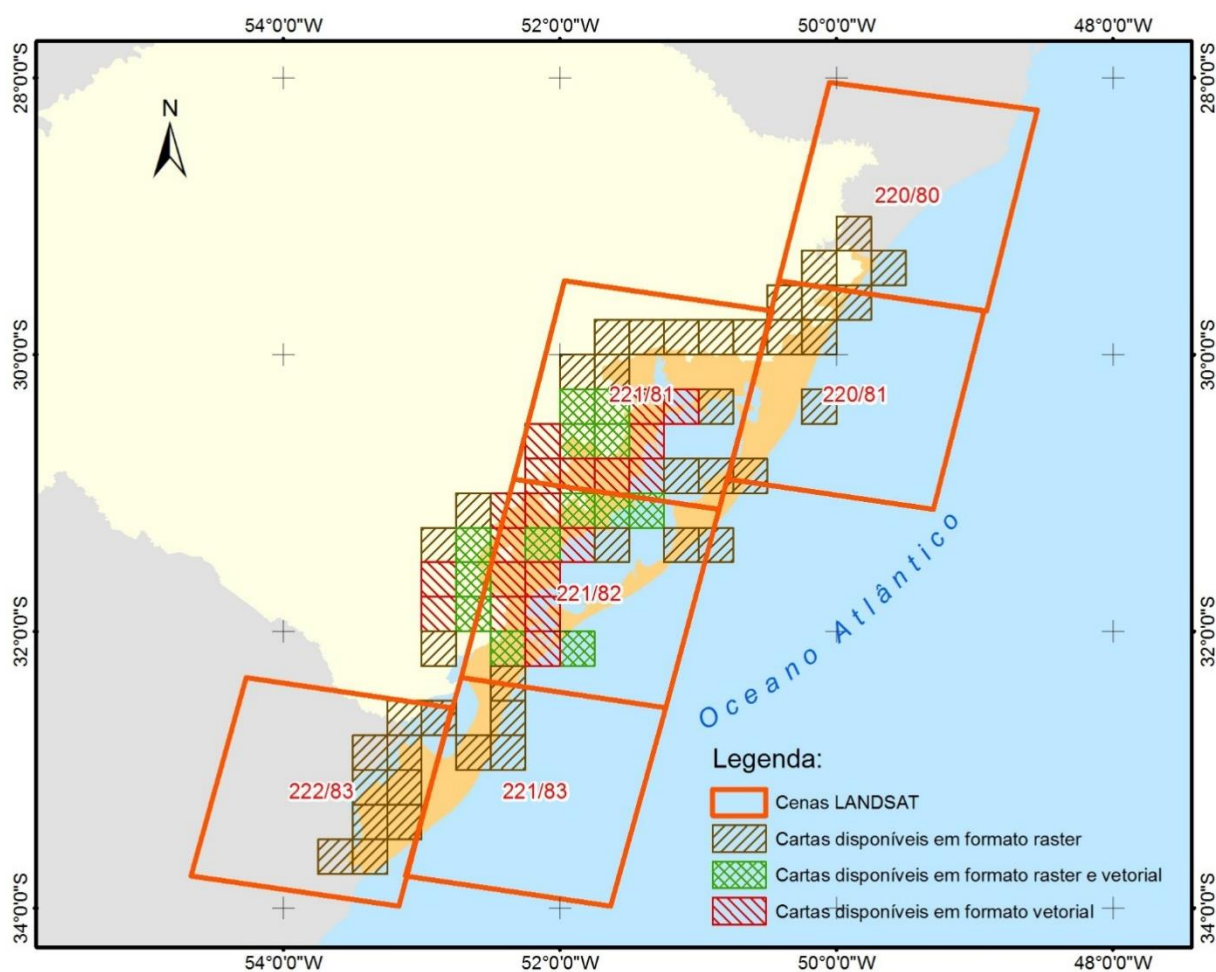 54°0'0"W 52°0'0"W 50°0'0"W 48°0'0"W
28°0'0"S 28°0'0"S
N
220/80
30°0'0"S 30°0'0"S
221/81 220/81
221/82
32°0'0"S 32°0'0"S
Oceano Atlântico
Legenda:
222/83 221/83
Cenas LANDSAT
Cartas disponíveis em formato raster
Cartas disponíveis em formato raster e vetorial
34°0'0"S 34°0'0"S
Cartas disponíveis em formato vetorial
54°0'0"W 52°0'0"W 50°0'0"W 48°0'0"W